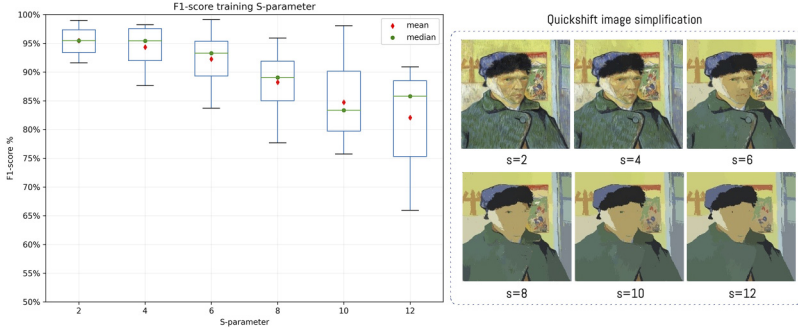 F1-score training S-parameter
100%
95%
90%
85%
80%
75%
70%
65%
60%
55%
50%
F1-score %
mean
median
2 4 6 8 10 12
S-parameter
Quickshift image simplification
s=2 s=4 s=6
s=8 s=10 s=12